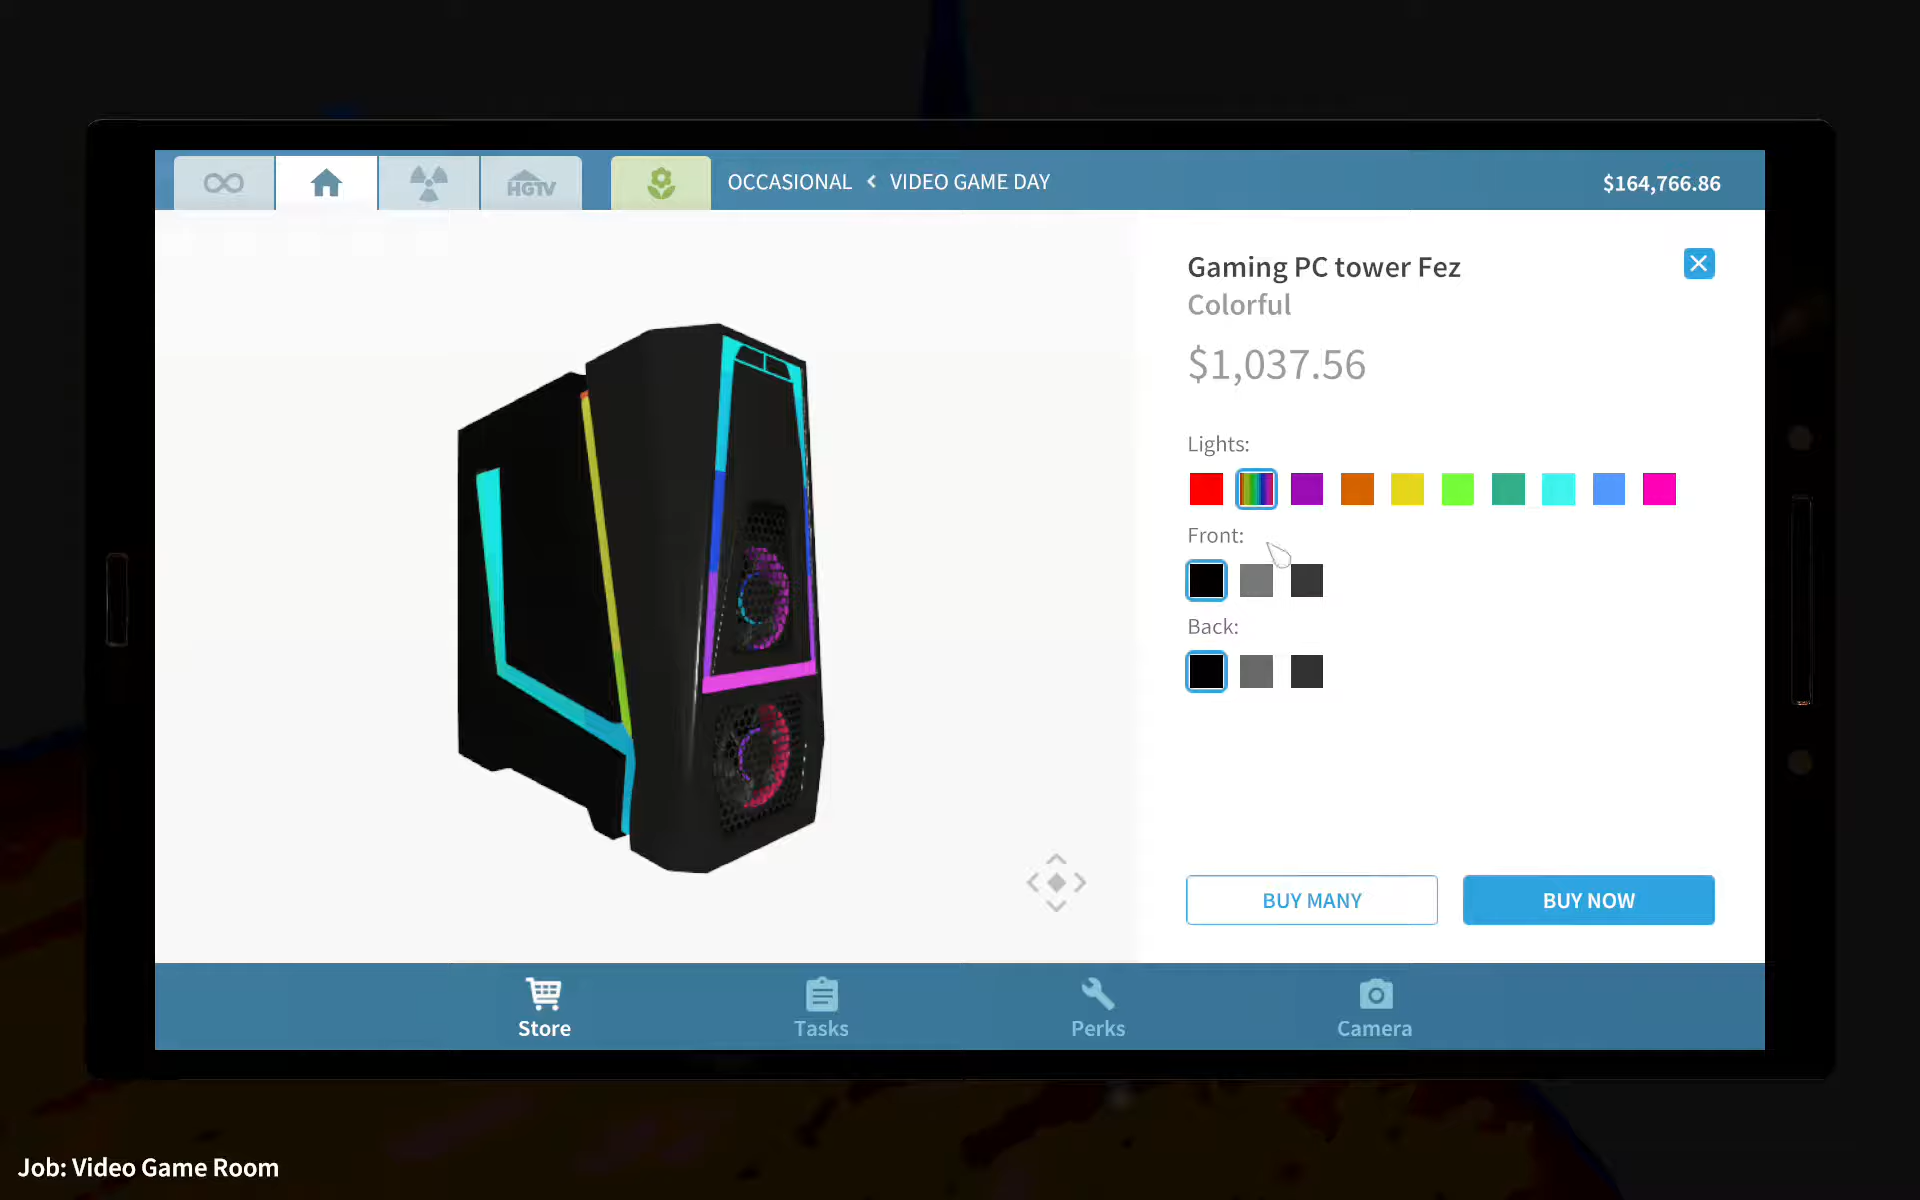 HGTV
OCCASIONAL < VIDEO GAME DAY
$164,766.86
Gaming PC tower Fez
Colorful
$1,037.56
Lights:
Front:
Back:
BUY MANY
BUY NOW
Store
Tasks
Perks
Camera
Job: Video Game Room